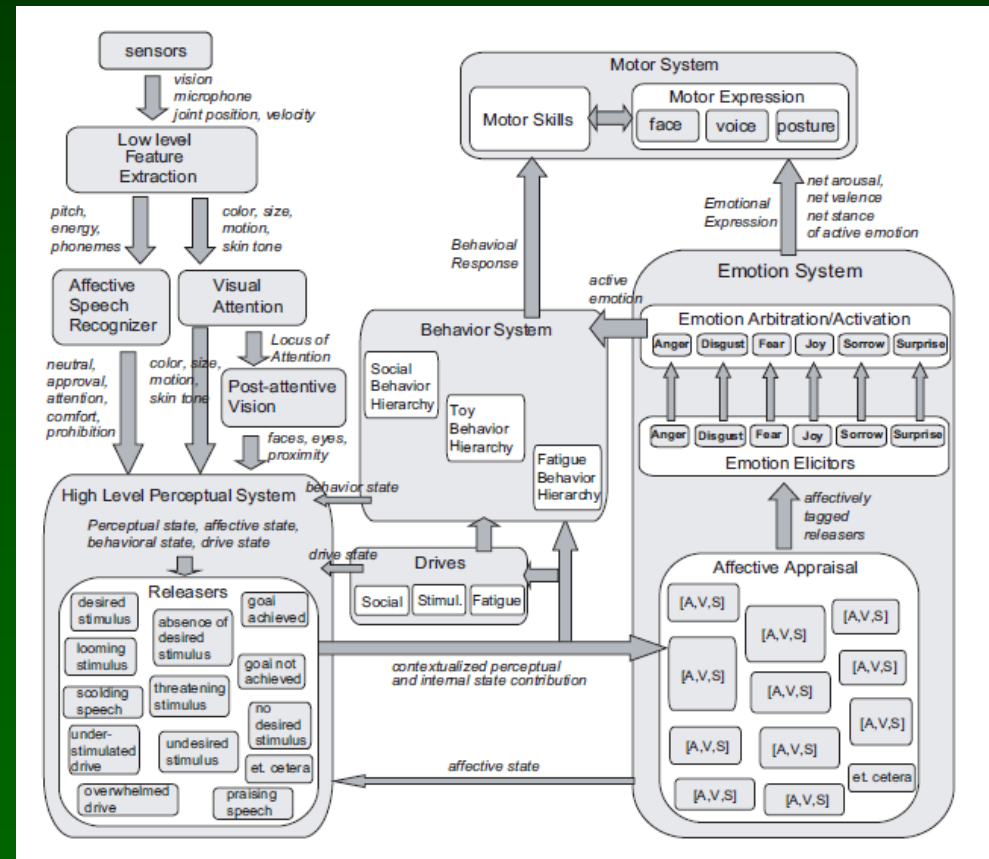 sensors
vision
microphone
joint position, velocity
Low level
Feature
Extraction
pitch,
energy,
phonemes
color, size,
motion,
skin tone
Affective
Speech
Recognizer
Visual
Attention
neutral,
approval,
attention,
comfort,
prohibition
color, size,
motion,
skin tone
Locus of
Attention
Post-attentive
Vision
faces, eyes,
proximity
High Level Perceptual System
Perceptual state, affective state,
behavioral state, drive state
Releasers
desired
stimulus
absence of
desired
stimulus
goal
achieved
looming
stimulus
goal not
achieved
scolding
speech
threatening
stimulus
no
desired
stimulus
under-
stimulated
drive
undesired
stimulus
et. cetera
overwhelmed
drive
praising
speech
behavior state
drive state
Behavior System
Social
Behavior
Hierarchy
Toy
Behavior
Hierarchy
Fatigue
Behavior
Hierarchy
Drives
Social
Stimul.
Fatigue
contextualized perceptual
and internal state contribution
affective state
Behavioal
Response
active
emotion
Motor System
Motor Skills
Motor Expression
face
voice
posture
Emotional
Expression
net arousal,
net valence
net stance
of active emotion
Emotion System
Emotion Arbitration/Activation
Anger
Disgust
Fear
Joy
Sorrow
Surprise
Anger
Disgust
Fear
Joy
Sorrow
Surprise
Emotion Elicitors
affectively
tagged
releasers
Affective Appraisal
[A,V,S]
[A,V,S]
[A,V,S]
[A,V,S]
[A,V,S]
[A,V,S]
[A,V,S]
[A,V,S]
[A,V,S]
[A,V,S]
[A,V,S]
et. cetera